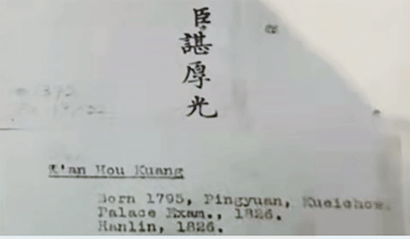 臣諶厚光
K'an Hou Kuang
Born 1795, Pingyuan, Kueichow.
Palace Exam., 1826.
Hanlin, 1826.